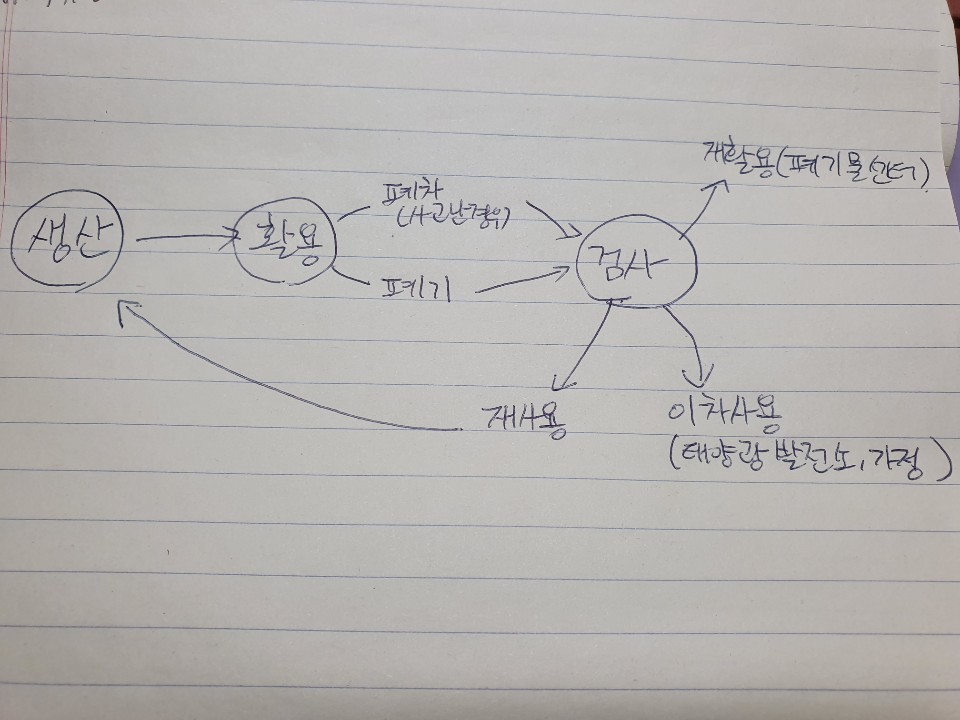 재활용(폐기물센터)
생산
활용
폐차
(사고난경우)
폐기
검사
재사용
이차사용
(태양광 발전소, 가정)